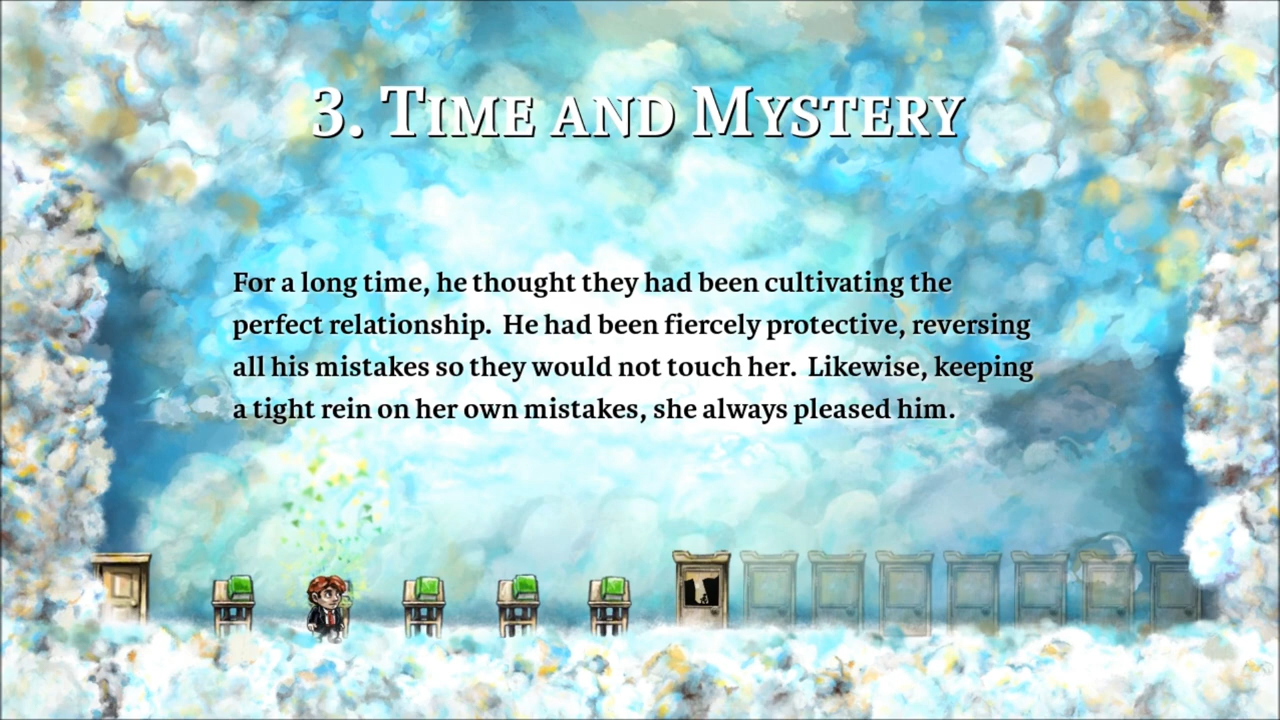 3. Time and Mystery
For a long time, he thought they had been cultivating the
perfect relationship.  He had been fiercely protective, reversing
all his mistakes so they would not touch her.  Likewise, keeping
a tight rein on her own mistakes, she always pleased him.